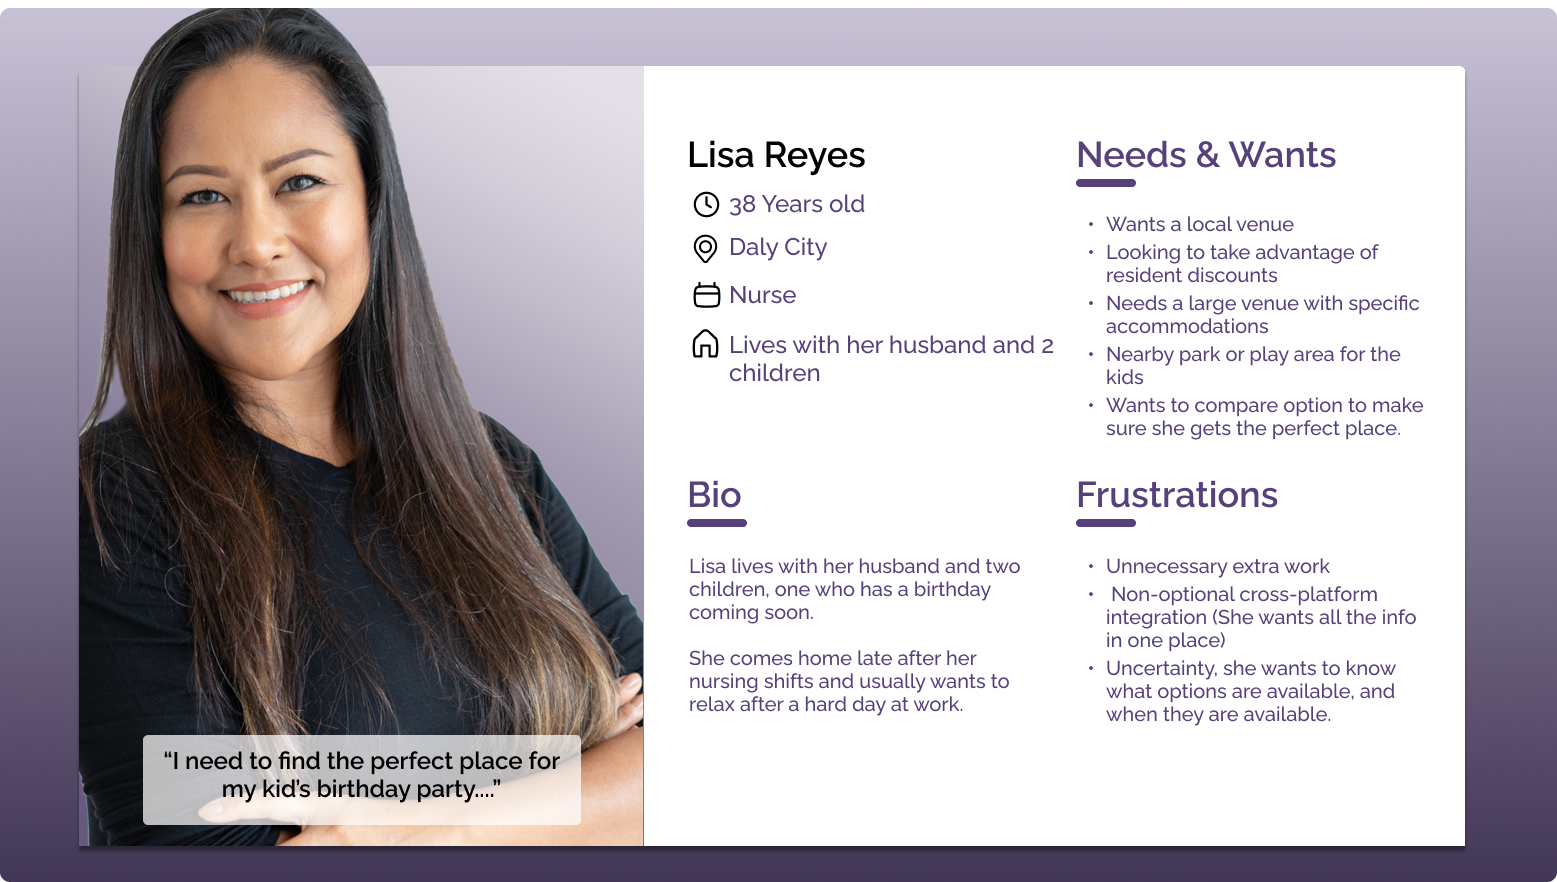 Lisa Reyes
38 Years old
Daly City
Nurse
Lives with her husband and 2
children
Needs & Wants
• Wants a local venue
• Looking to take advantage of
resident discounts
• Needs a large venue with specific
accommodations
• Nearby park or play area for the
kids
• Wants to compare option to make
sure she gets the perfect place.
Bio
Lisa lives with her husband and two
children, one who has a birthday
coming soon.
She comes home late after her
nursing shifts and usually wants to
relax after a hard day at work.
Frustrations
• Unnecessary extra work
• Non-optional cross-platform
integration (She wants all the info
in one place)
• Uncertainty, she wants to know
what options are available, and
when they are available.
“I need to find the perfect place for
my kid’s birthday party....”